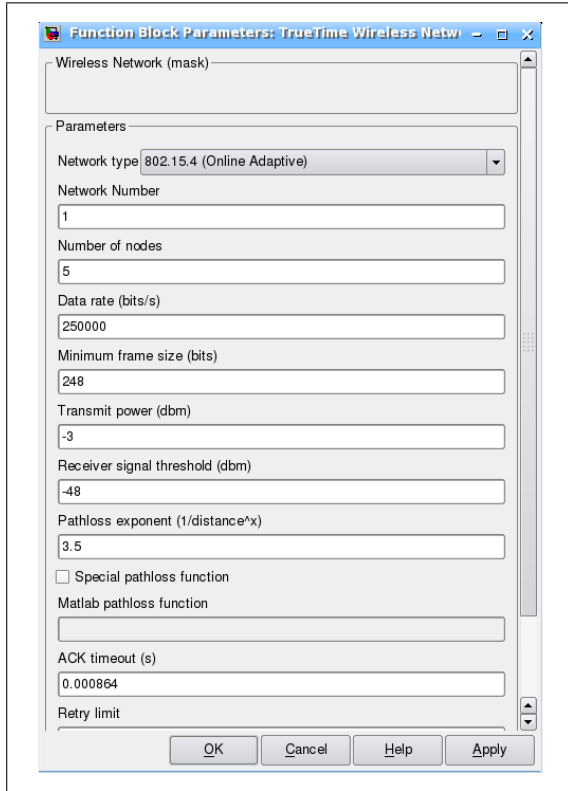 Function Block Parameters: TrueTime Wireless Netw
Wireless Network (mask)
Parameters
Network type 802.15.4 (Online Adaptive)
Network Number
1
Number of nodes
5
Data rate (bits/s)
250000
Minimum frame size (bits)
248
Transmit power (dbm)
-3
Receiver signal threshold (dbm)
-48
Pathloss exponent (1/distance^x)
3.5
Special pathloss function
Matlab pathloss function
ACK timeout (s)
0.000864
Retry limit
OK Cancel Help Apply